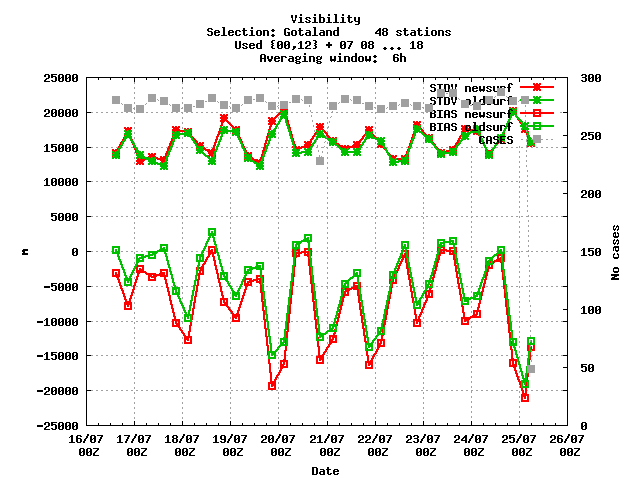 Visibility
Selection: Gotaland     48 stations
Used {00,12} + 07 08 ... 18
Averaging window:  6h
25000
20000
15000
10000
5000
0
-5000
-10000
-15000
-20000
-25000
m
300
250
200
150
100
50
0
No cases
STDV newsurf
STDV oldsurf
BIAS newsurf
BIAS oldsurf
CASES
16/07 17/07 18/07 19/07 20/07 21/07 22/07 23/07 24/07 25/07 26/07
00Z 00Z 00Z 00Z 00Z 00Z 00Z 00Z 00Z 00Z 00Z
Date